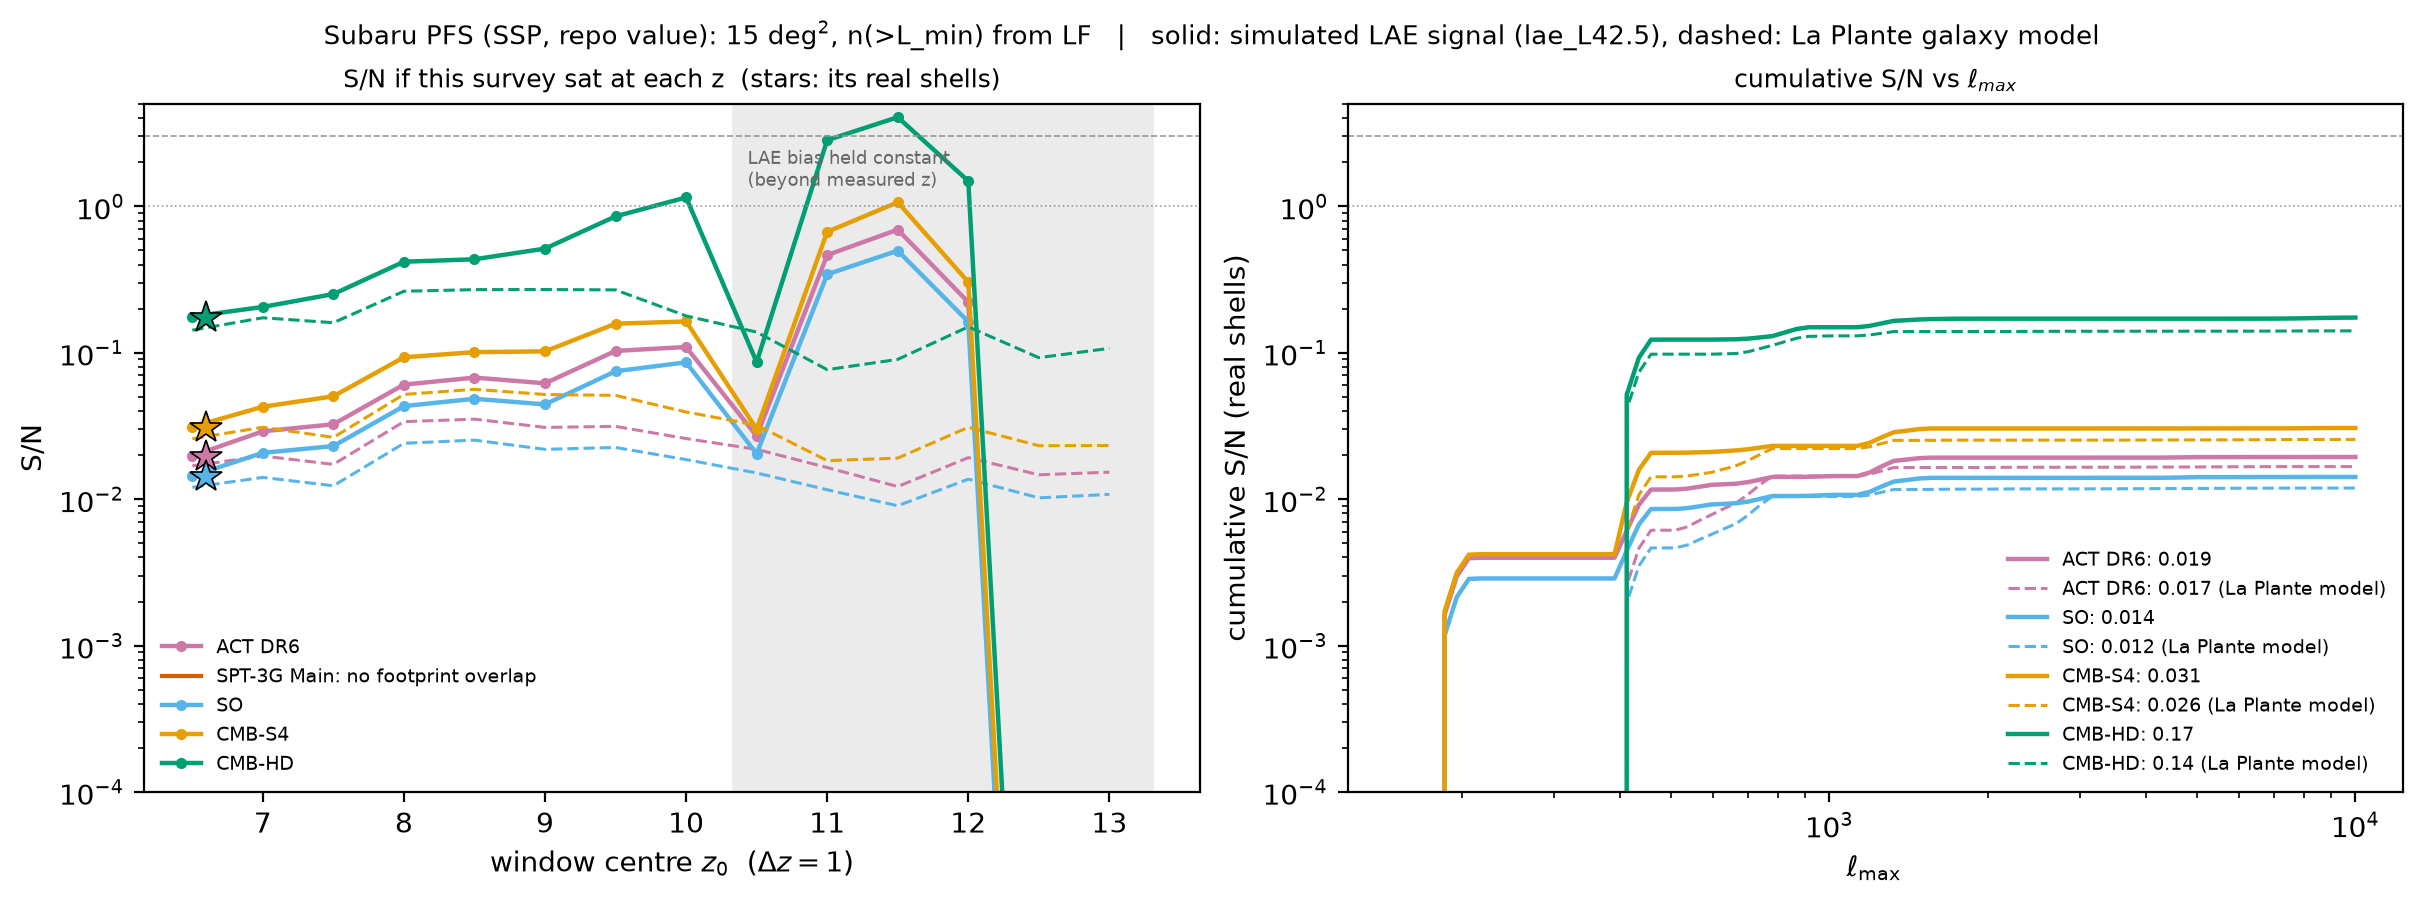 Subaru PFS (SSP, repo value): 15 deg², n(>L_min) from LF | solid: simulated LAE signal (lae_L42.5), dashed: La Plante galaxy model
S/N if this survey sat at each z (stars: its real shells)
S/N
10⁰
10⁻¹
10⁻²
10⁻³
10⁻⁴
LAE bias held constant
(beyond measured z)
ACT DR6
SPT-3G Main: no footprint overlap
SO
CMB-S4
CMB-HD
7 8 9 10 11 12 13
window centre z₀ (Δz = 1)
cumulative S/N vs ℓₘₐₓ
cumulative S/N (real shells)
10⁰
10⁻¹
10⁻²
10⁻³
10⁻⁴
ACT DR6: 0.019
ACT DR6: 0.017 (La Plante model)
SO: 0.014
SO: 0.012 (La Plante model)
CMB-S4: 0.031
CMB-S4: 0.026 (La Plante model)
CMB-HD: 0.17
CMB-HD: 0.14 (La Plante model)
10³ 10⁴
ℓₘₐₓ